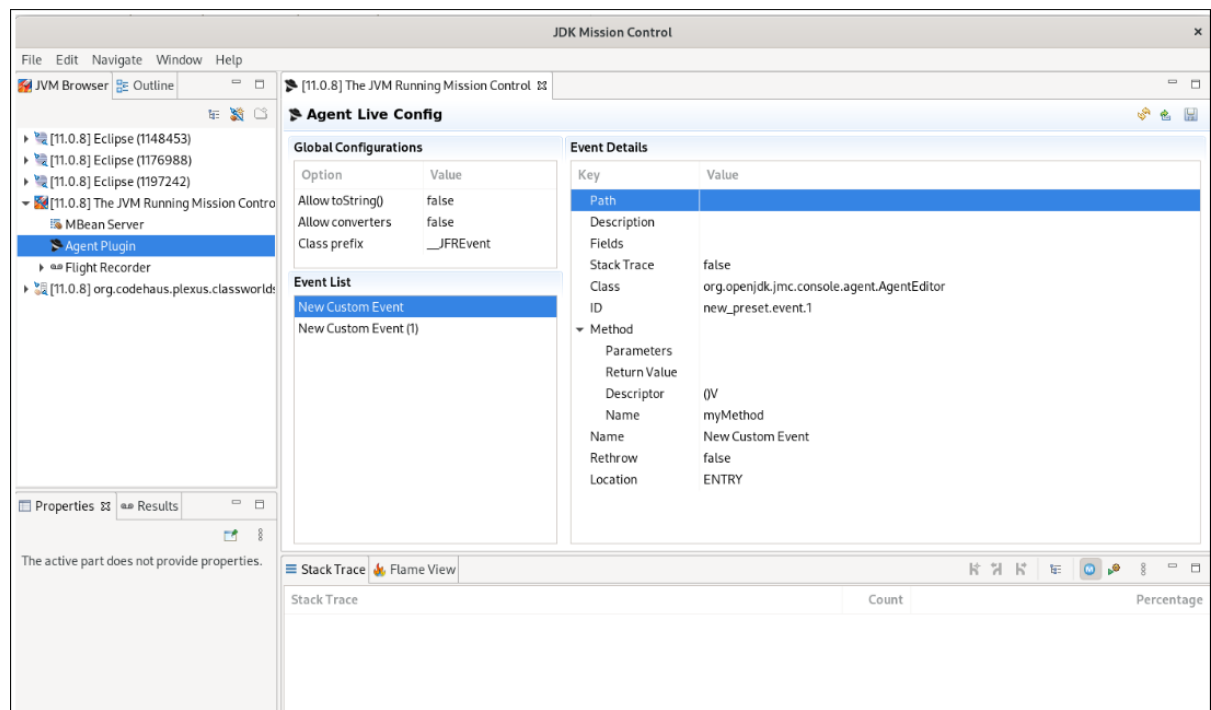 JDK Mission Control
File Edit Navigate Window Help
JVM Browser Outline
[11.0.8] Eclipse (1148453)
[11.0.8] Eclipse (1176988)
[11.0.8] Eclipse (1197242)
[11.0.8] The JVM Running Mission Contro
MBean Server
Agent Plugin
Flight Recorder
[11.0.8] org.codehaus.plexus.classworlds
Properties Results
The active part does not provide properties.
[11.0.8] The JVM Running Mission Control
Agent Live Config
Global Configurations
Option Value
Allow toString() false
Allow converters false
Class prefix __JFREvent
Event List
New Custom Event
New Custom Event (1)
Event Details
Key Value
Path
Description
Fields
Stack Trace false
Class org.openjdk.jmc.console.agent.AgentEditor
ID new_preset.event.1
Method
Parameters
Return Value
Descriptor ()V
Name myMethod
Name New Custom Event
Rethrow false
Location ENTRY
Stack Trace Flame View
Stack Trace Count Percentage